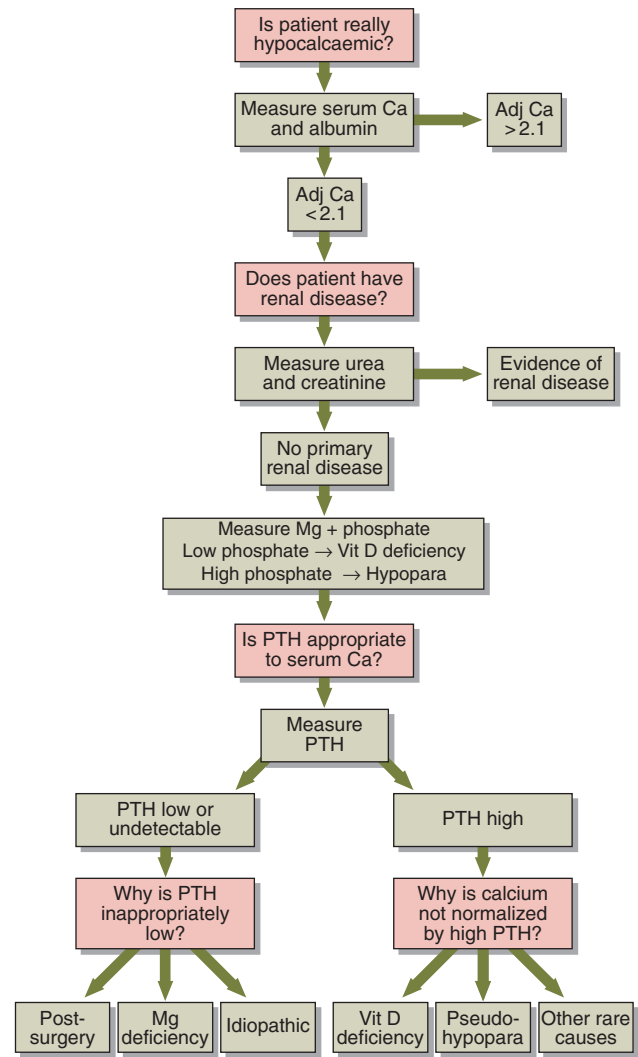 Is patient really
hypocalcaemic?
Measure serum Ca
and albumin
Adj Ca
>2.1
Adj Ca
<2.1
Does patient have
renal disease?
Measure urea
and creatinine
Evidence of
renal disease
No primary
renal disease
Measure Mg + phosphate
Low phosphate → Vit D deficiency
High phosphate → Hypopara
Is PTH appropriate
to serum Ca?
Measure
PTH
PTH low or
undetectable
PTH high
Why is PTH
inappropriately
low?
Why is calcium
not normalized
by high PTH?
Post-
surgery
Mg
deficiency
Idiopathic
Vit D
deficiency
Pseudo-
hypopara
Other rare
causes